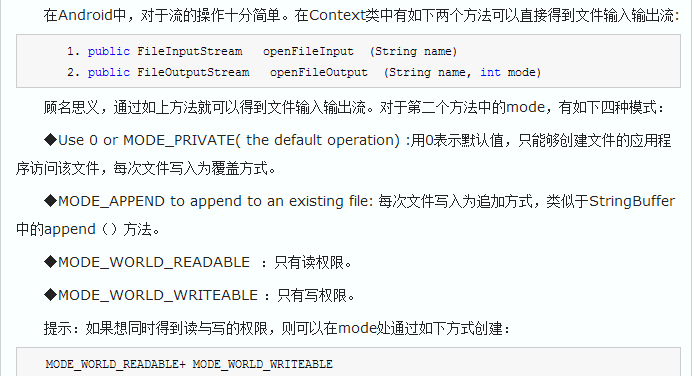 在Android中，对于流的操作十分简单。在Context类中有如下两个方法可以直接得到文件输入输出流:
1. public FileInputStream   openFileInput  (String name)
2. public FileOutputStream   openFileOutput  (String name, int mode)
顾名思义，通过如上方法就可以得到文件输入输出流。对于第二个方法中的mode，有如下四种模式：
◆Use 0 or MODE_PRIVATE( the default operation) :用0表示默认值，只能够创建文件的应用程
序访问该文件，每次文件写入为覆盖方式。
◆MODE_APPEND to append to an existing file: 每次文件写入为追加方式，类似于StringBuffer
中的append（）方法。
◆MODE_WORLD_READABLE ：只有读权限。
◆MODE_WORLD_WRITEABLE ：只有写权限。
提示：如果想同时得到读与写的权限，则可以在mode处通过如下方式创建：
MODE_WORLD_READABLE+ MODE_WORLD_WRITEABLE